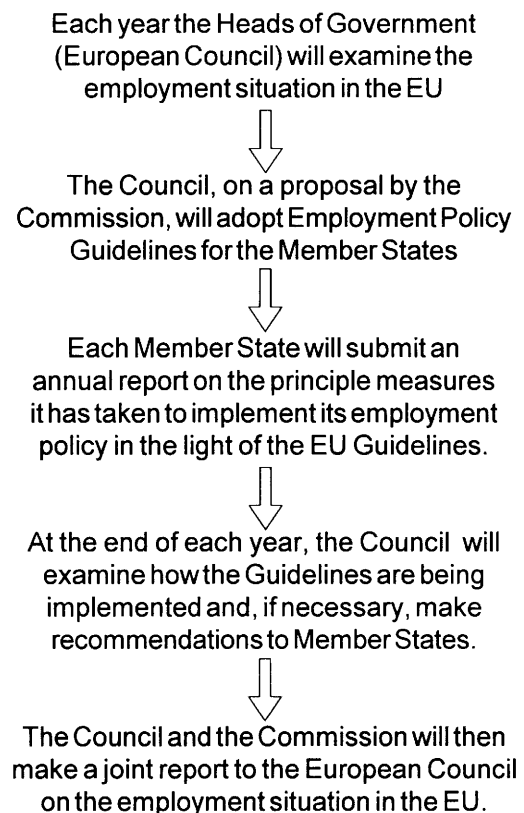 Each year the Heads of Government
(European Council) will examine the
employment situation in the EU
The Council, on a proposal by the
Commission, will adopt Employment Policy
Guidelines for the Member States
Each Member State will submit an
annual report on the principle measures
it has taken to implement its employment
policy in the light of the EU Guidelines.
At the end of each year, the Council will
examine how the Guidelines are being
implemented and, if necessary, make
recommendations to Member States.
The Council and the Commission will then
make a joint report to the European Council
on the employment situation in the EU.